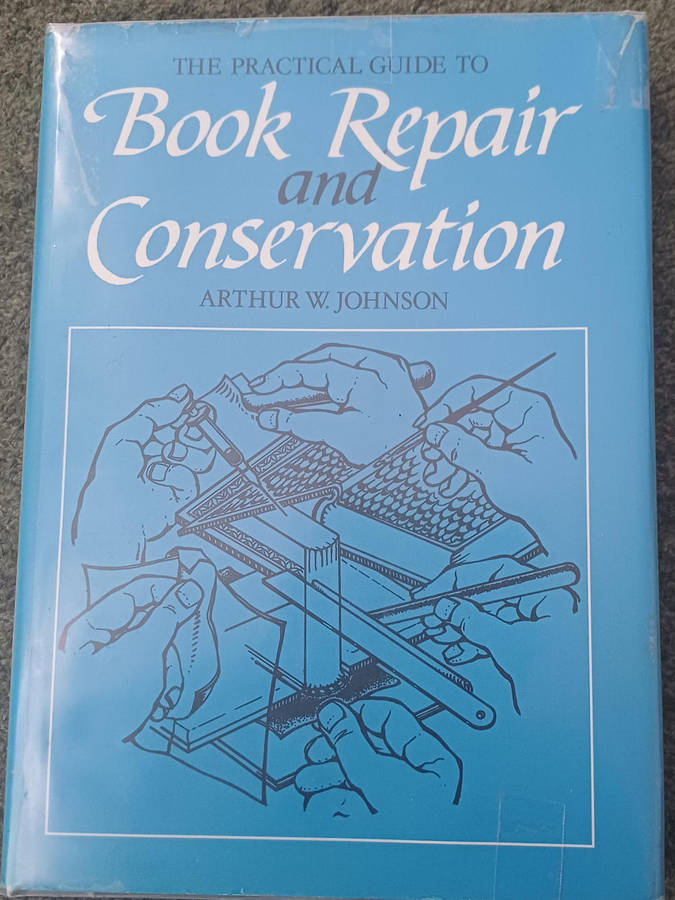 THE PRACTICAL GUIDE TO
Book Repair
and
Conservation
ARTHUR W. JOHNSON